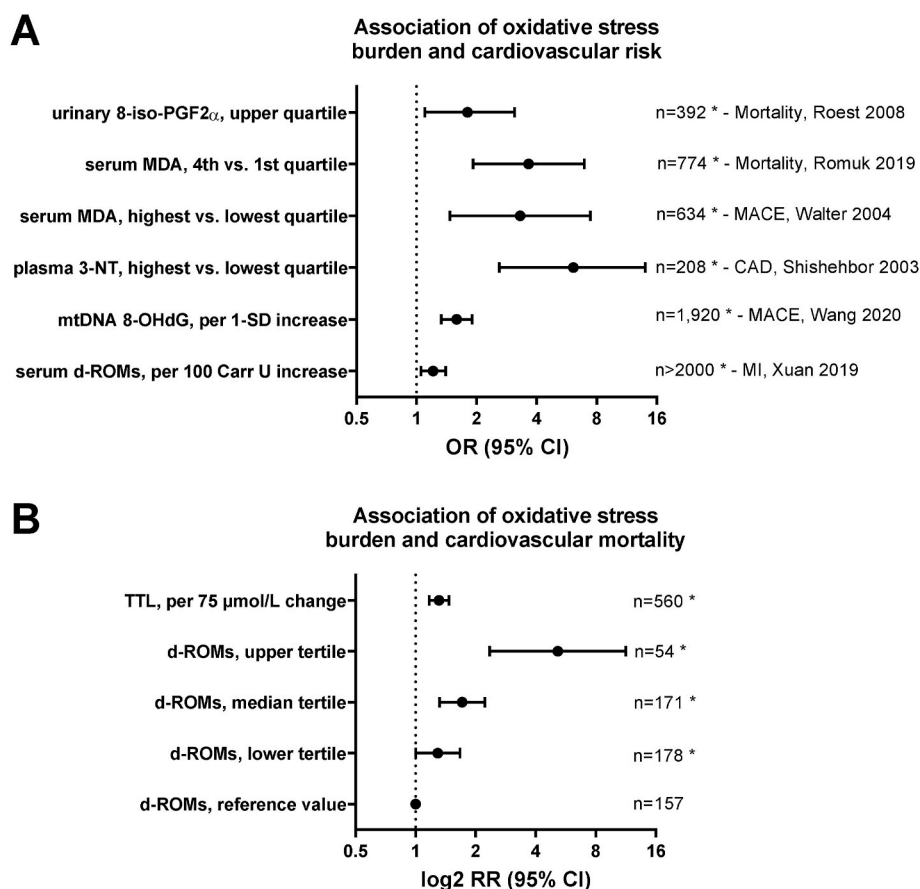 A
Association of oxidative stress
burden and cardiovascular risk
urinary 8-iso-PGF2α, upper quartile
n=392 * - Mortality, Roest 2008
serum MDA, 4th vs. 1st quartile
n=774 * - Mortality, Romuk 2019
serum MDA, highest vs. lowest quartile
n=634 * - MACE, Walter 2004
plasma 3-NT, highest vs. lowest quartile
n=208 * - CAD, Shishehbor 2003
mtDNA 8-OHdG, per 1-SD increase
n=1,920 * - MACE, Wang 2020
serum d-ROMs, per 100 Carr U increase
n>2000 * - MI, Xuan 2019
0.5 1 2 4 8 16
OR (95% CI)
B
Association of oxidative stress
burden and cardiovascular mortality
TTL, per 75 µmol/L change
n=560 *
d-ROMs, upper tertile
n=54 *
d-ROMs, median tertile
n=171 *
d-ROMs, lower tertile
n=178 *
d-ROMs, reference value
n=157
0.5 1 2 4 8 16
log2 RR (95% CI)